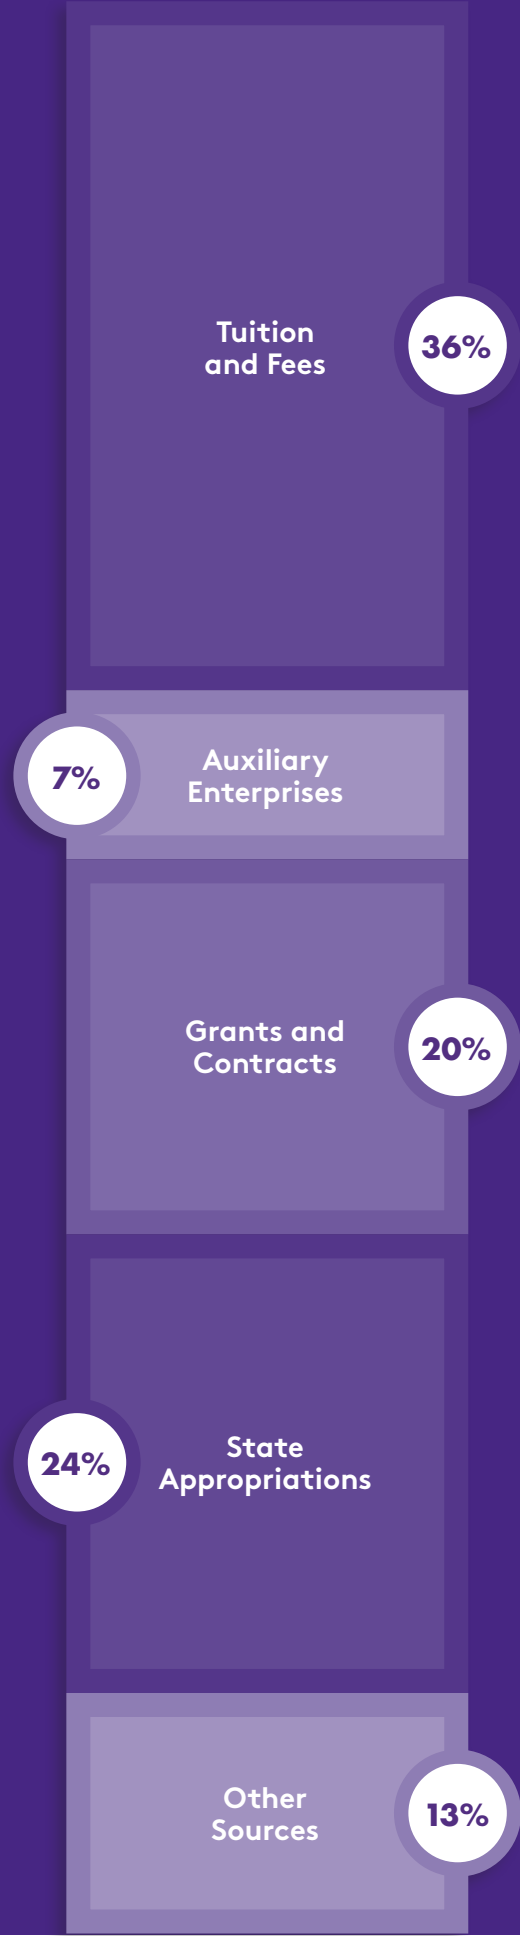 Tuition
and Fees
36%
7%
Auxiliary
Enterprises
Grants and
Contracts
20%
24%
State
Appropriations
Other
Sources
13%